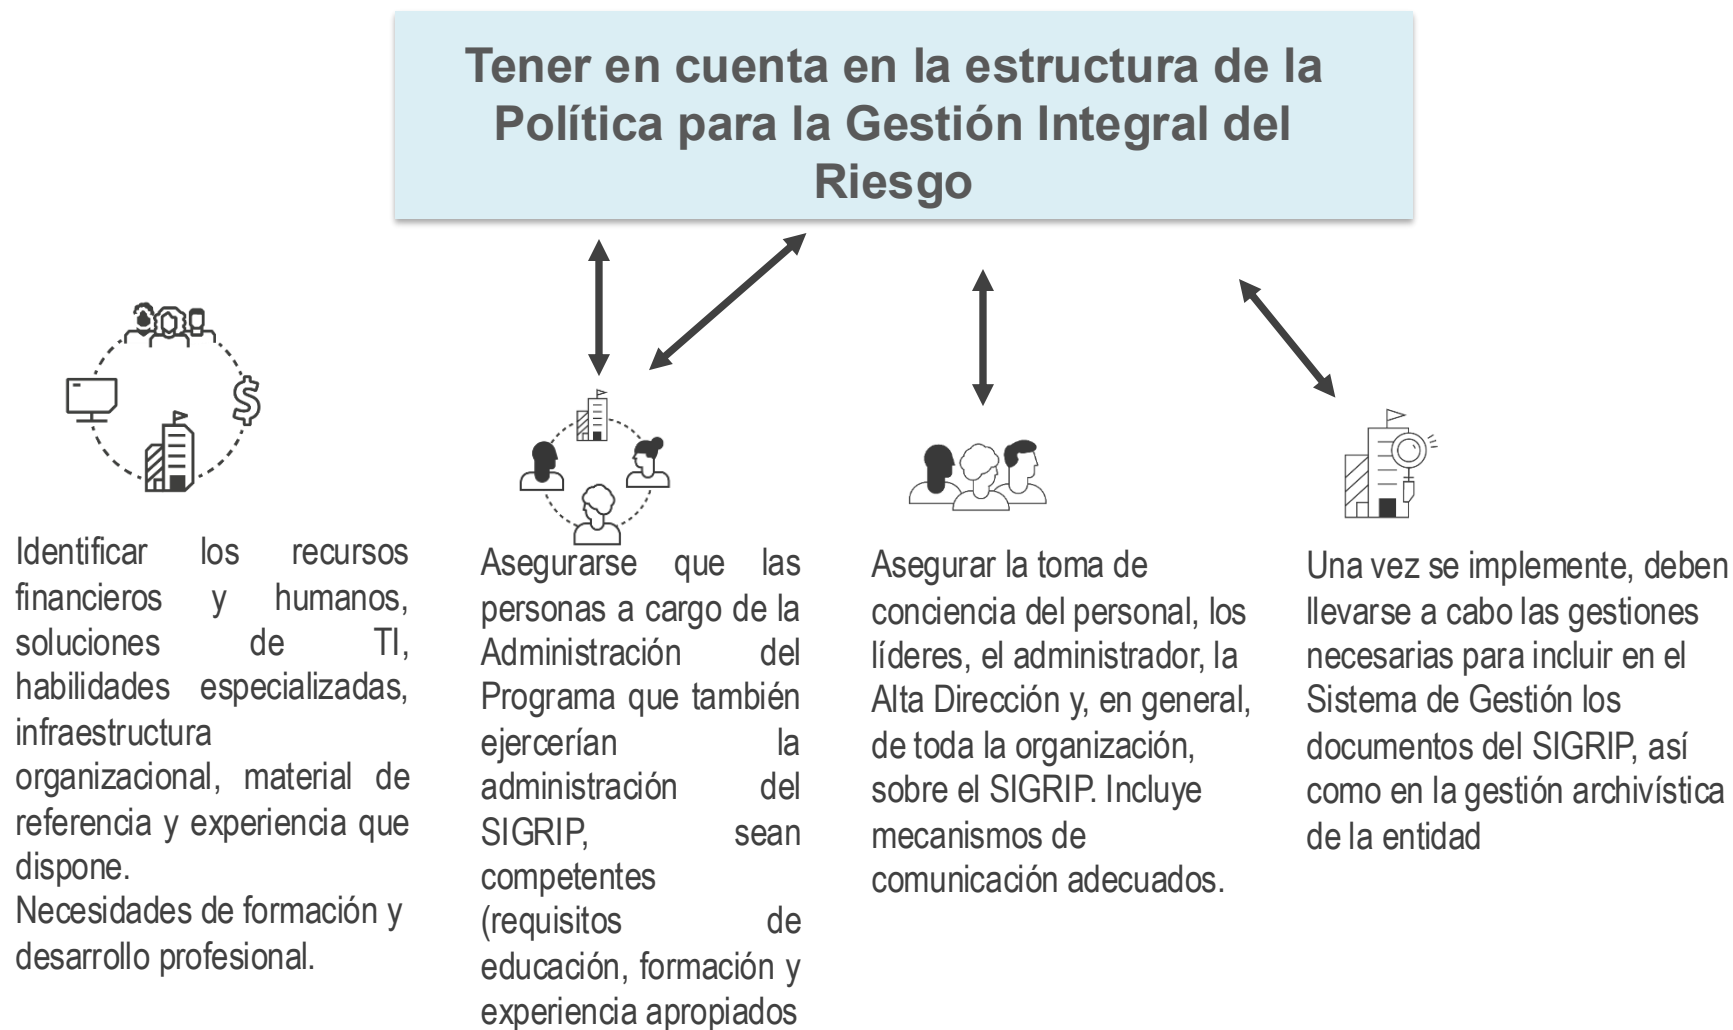 Tener en cuenta en la estructura de la
Política para la Gestión Integral del
Riesgo
$
Identificar los recursos
financieros y humanos,
soluciones de TI,
habilidades especializadas,
infraestructura
organizacional, material de
referencia y experiencia que
dispone.
Necesidades de formación y
desarrollo profesional.
Asegurarse que las
personas a cargo de la
Administración del
Programa que también
ejercerían la
administración del
SIGRIP, sean
competentes
(requisitos de
educación, formación y
experiencia apropiados
Asegurar la toma de
conciencia del personal, los
líderes, el administrador, la
Alta Dirección y, en general,
de toda la organización,
sobre el SIGRIP. Incluye
mecanismos de
comunicación adecuados.
Una vez se implemente, deben
llevarse a cabo las gestiones
necesarias para incluir en el
Sistema de Gestión los
documentos del SIGRIP, así
como en la gestión archivística
de la entidad